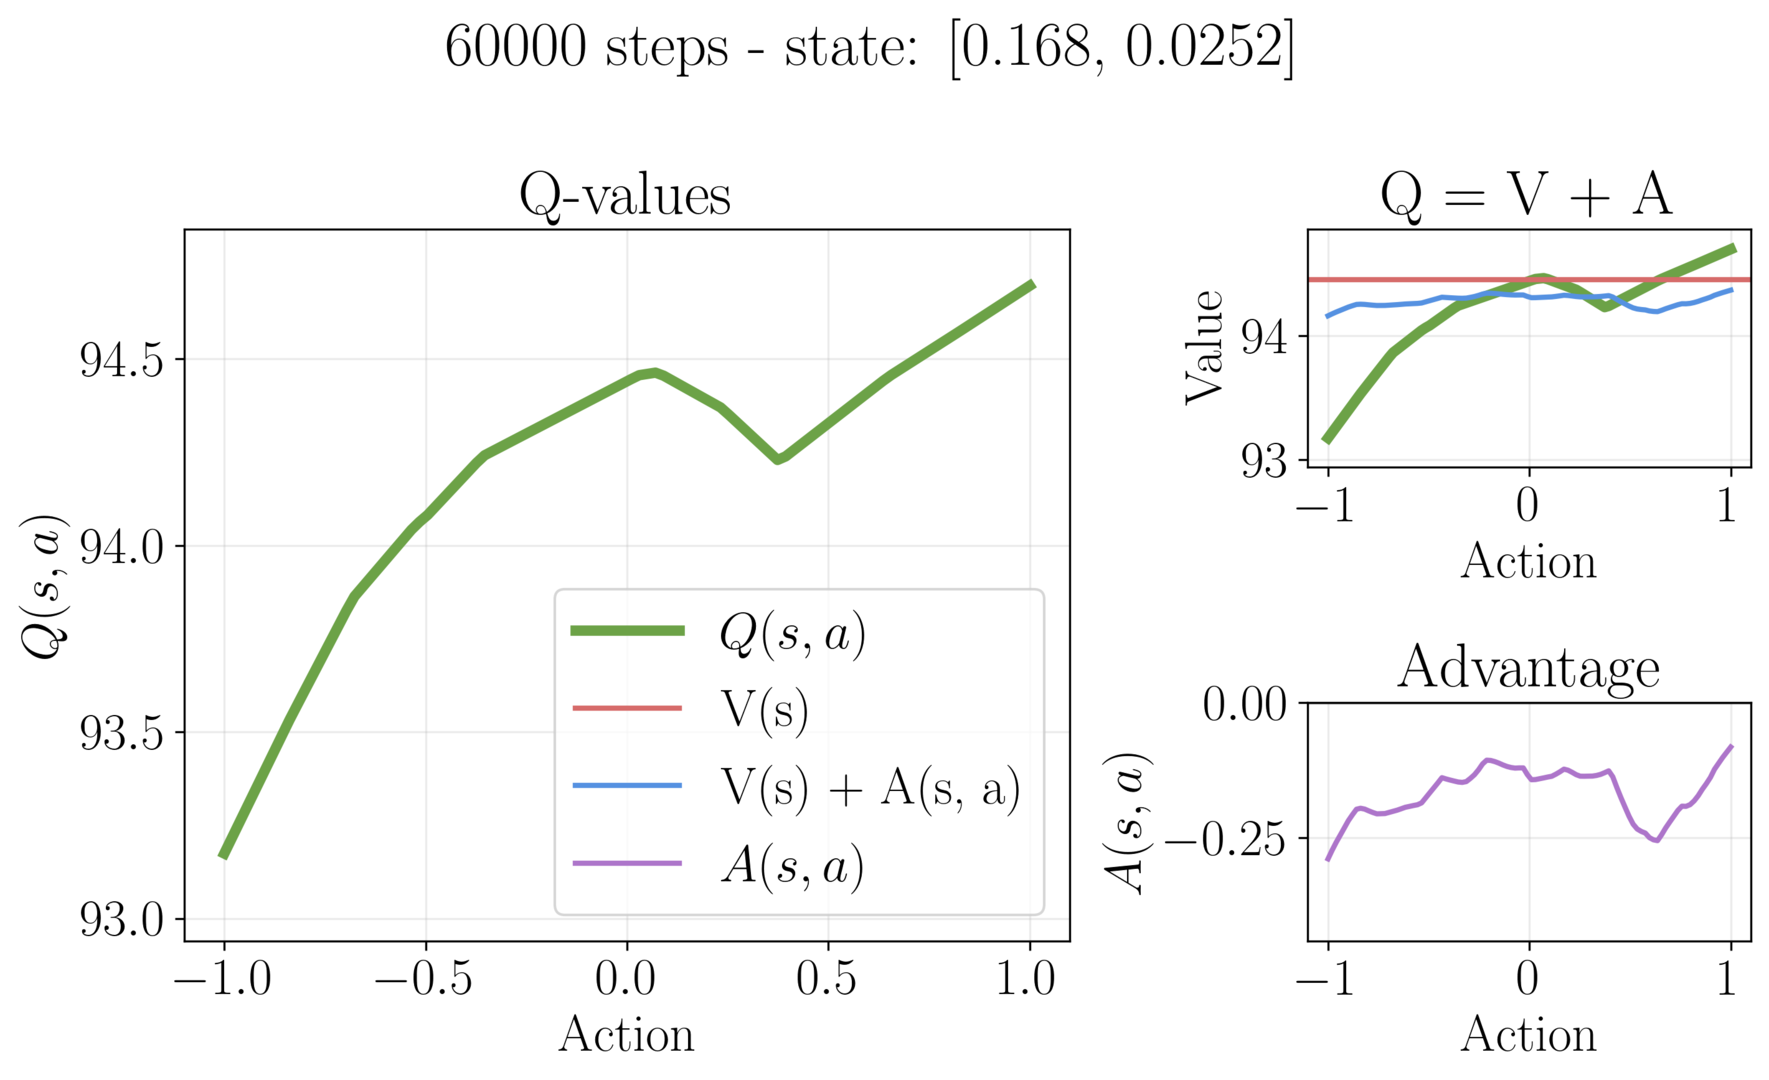 60000 steps - state: [0.168, 0.0252]
Q-values
Q(s, a)
94.5
94.0
93.5
93.0
−1.0 −0.5 0.0 0.5 1.0
Action
Q(s, a)
V(s)
V(s) + A(s, a)
A(s, a)
Q = V + A
Value
94
93
−1 0 1
Action
Advantage
A(s, a)
0.00
−0.25
−1 0 1
Action